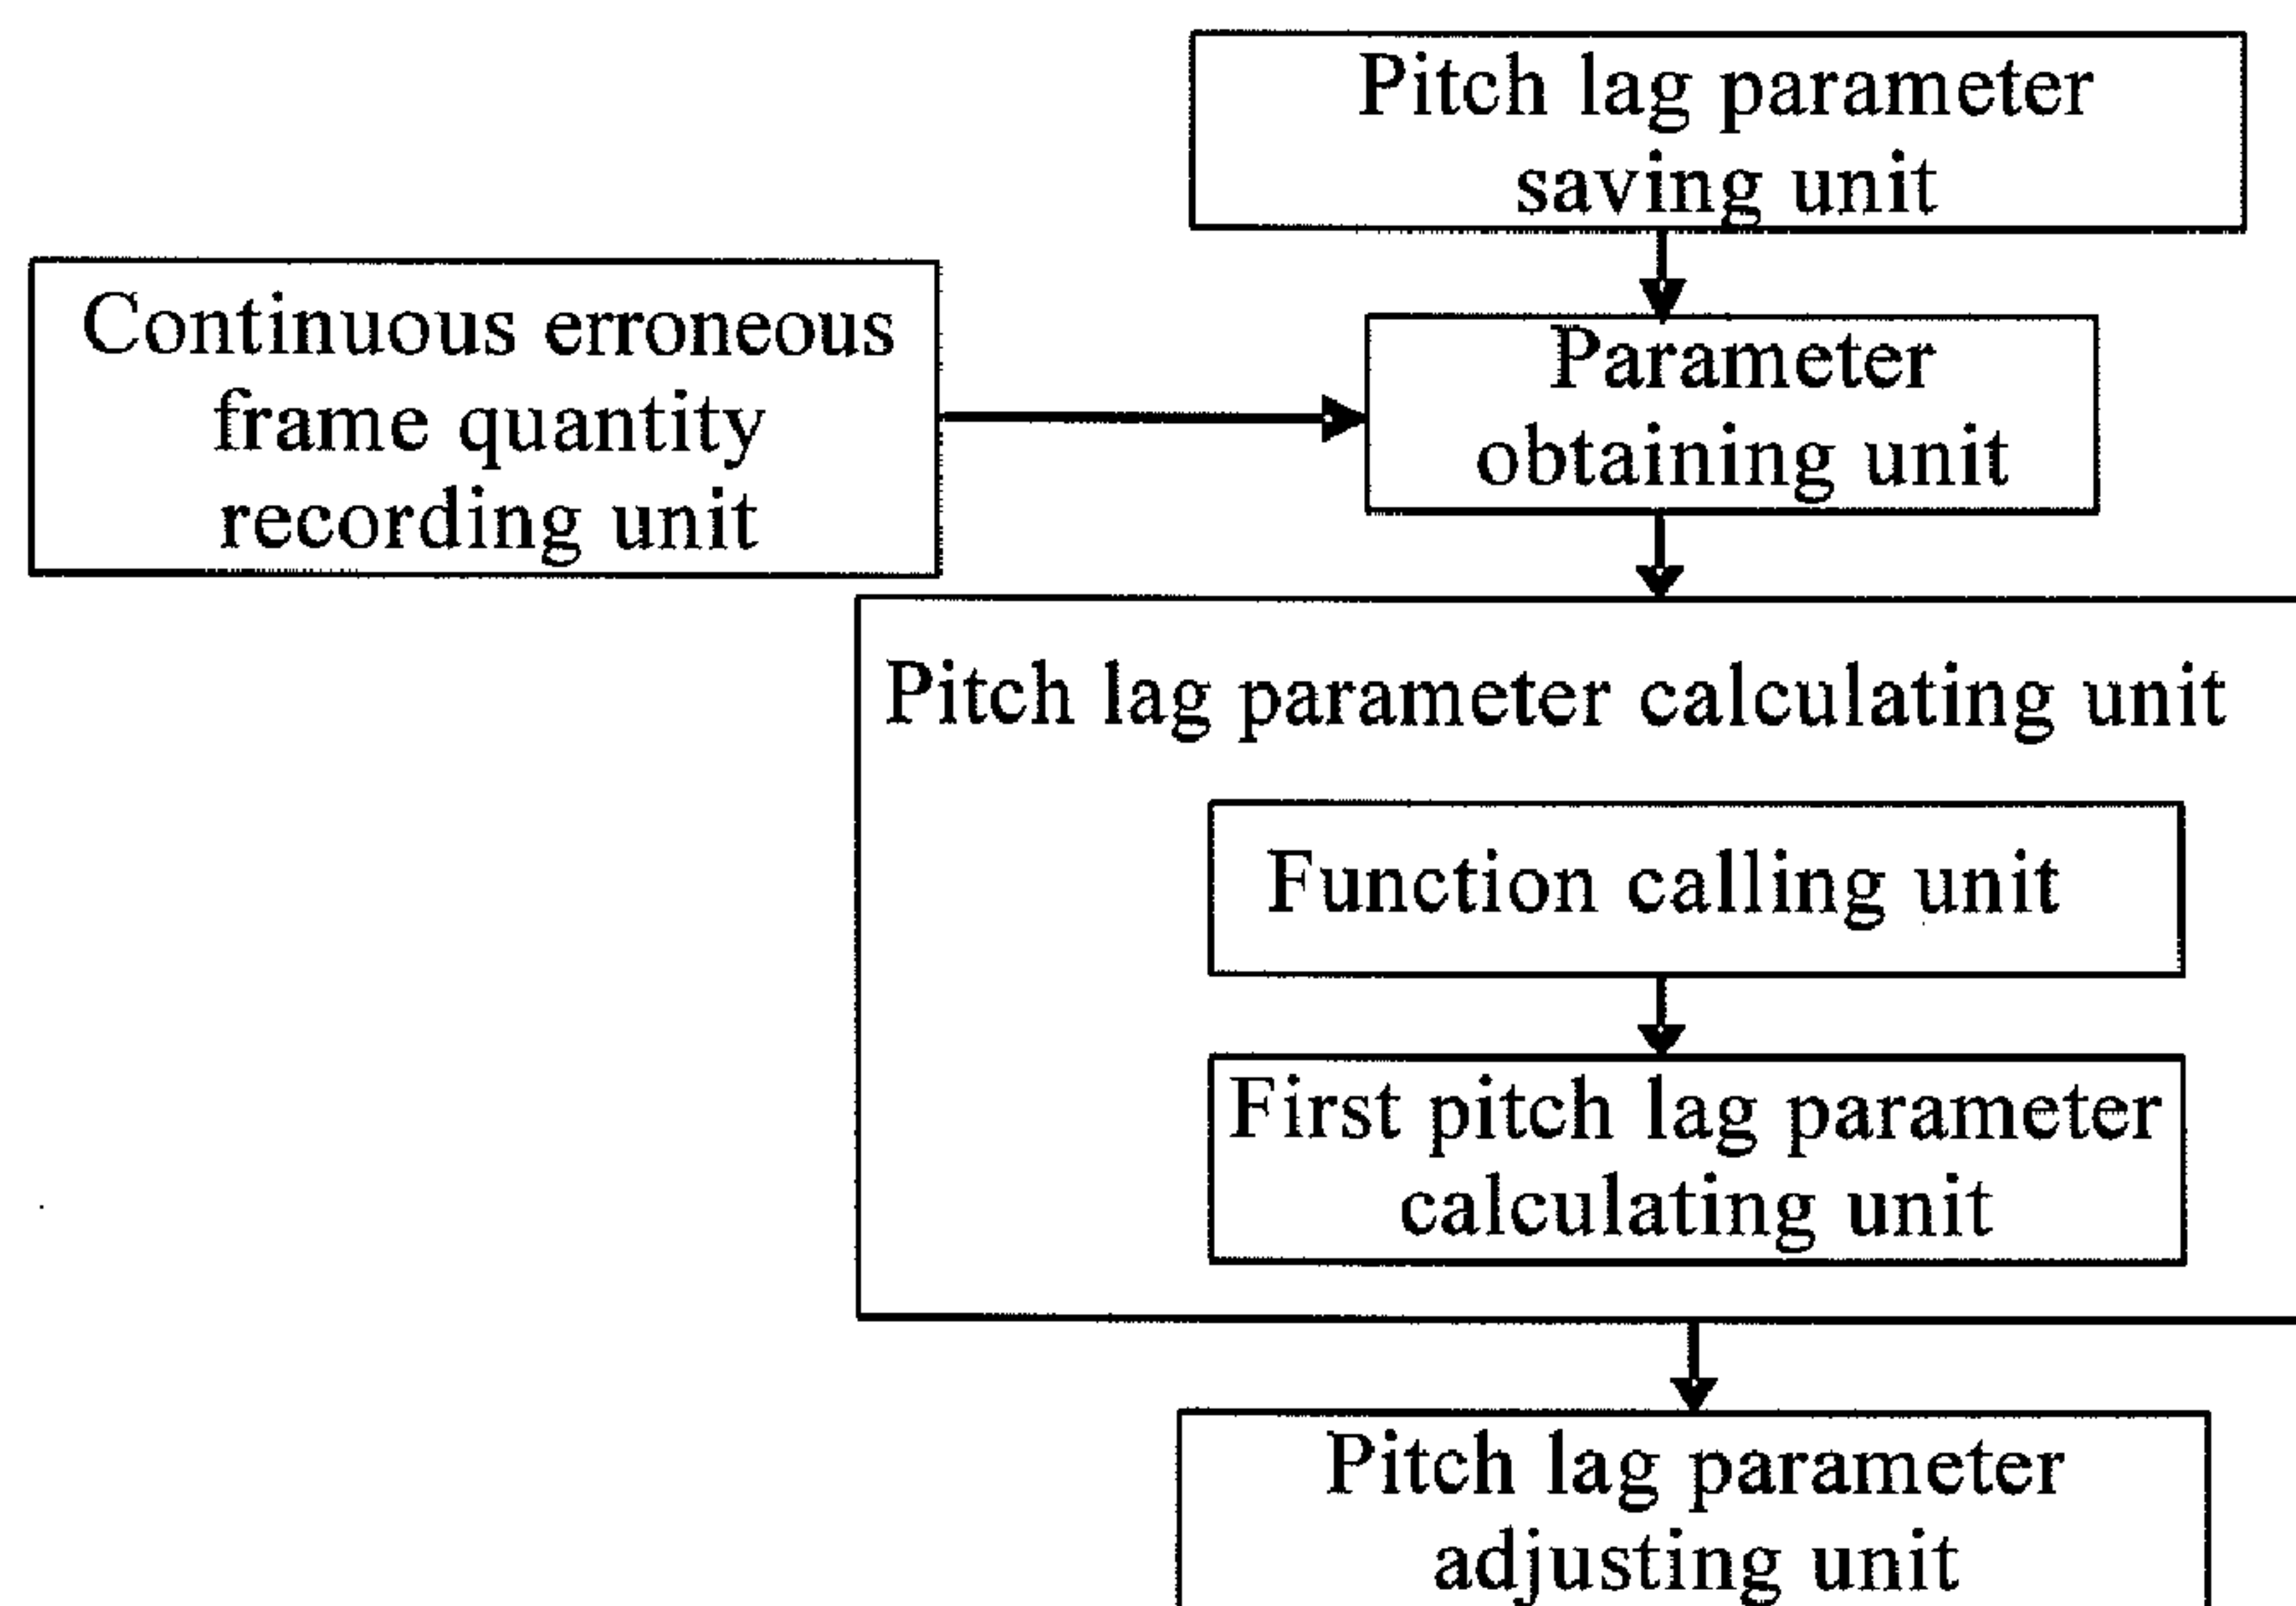 Pitch lag parameter
saving unit
Continuous erroneous
frame quantity
recording unit
Parameter
obtaining unit
Pitch lag parameter calculating unit
Function calling unit
First pitch lag parameter
calculating unit
Pitch lag parameter
adjusting unit